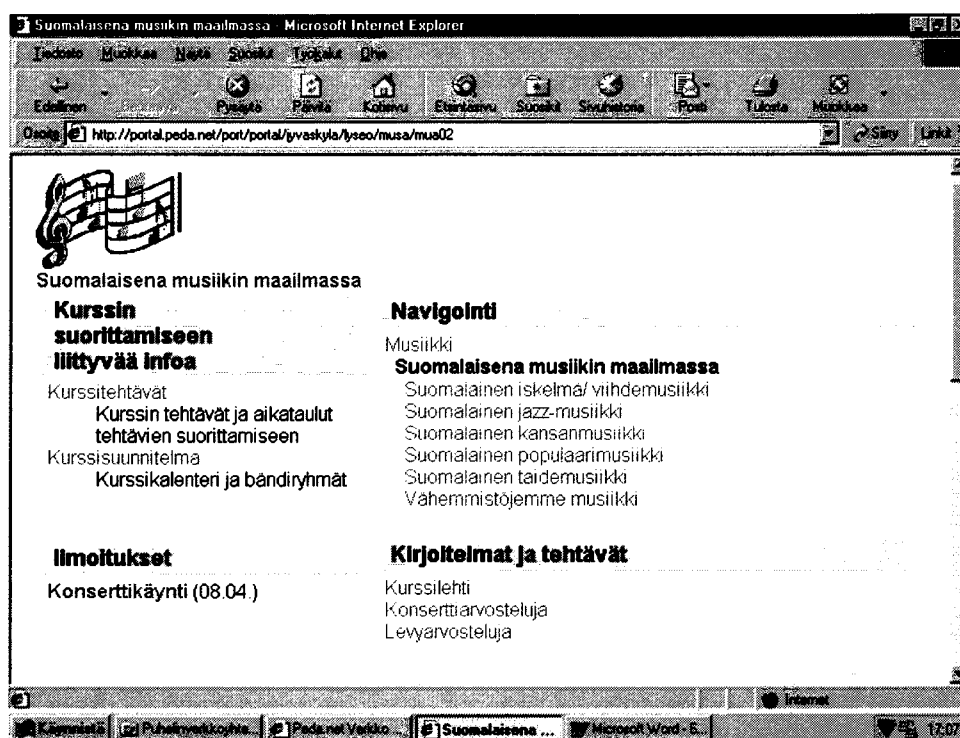 Suomalaisena musiikin maailmassa - Microsoft Internet Explorer
Tiedosto Muokkaa Näytä Suosikit Työkalut Ohje
Edellinen Pysäytä Päivitä Kotisivu Etsintäsivu Suosikit Sivuhistoria Posti Tulosta Muokkaa
Osoite http://portal.peda.net/port/portal/jyvaskyla/lyseo/musa/mua02 Siirry Linkit
Suomalaisena musiikin maailmassa
Kurssin
suorittamiseen
liittyvää infoa
Kurssitehtävät
Kurssin tehtävät ja aikataulut
tehtävien suorittamiseen
Kurssisuunnitelma
Kurssikalenteri ja bändiryhmät
Navigointi
Musiikki
Suomalaisena musiikin maailmassa
Suomalainen iskelmä/ viihdemusiikki
Suomalainen jazz-musiikki
Suomalainen kansanmusiikki
Suomalainen populaarimusiikki
Suomalainen taidemusiikki
Vähemmistöjemme musiikki
Ilmoitukset
Konserttikäynti (08.04.)
Kirjoitelmat ja tehtävät
Kurssilehti
Konserttiarvosteluja
Levyarvosteluja
Internet
Käynnistä Puhelinverkkoyhte... Peda.net Verkko ... Suomalaisena ... Microsoft Word - E... 17:07